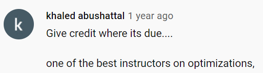 k
khaled abushattal 1 year ago
Give credit where its due....
one of the best instructors on optimizations,